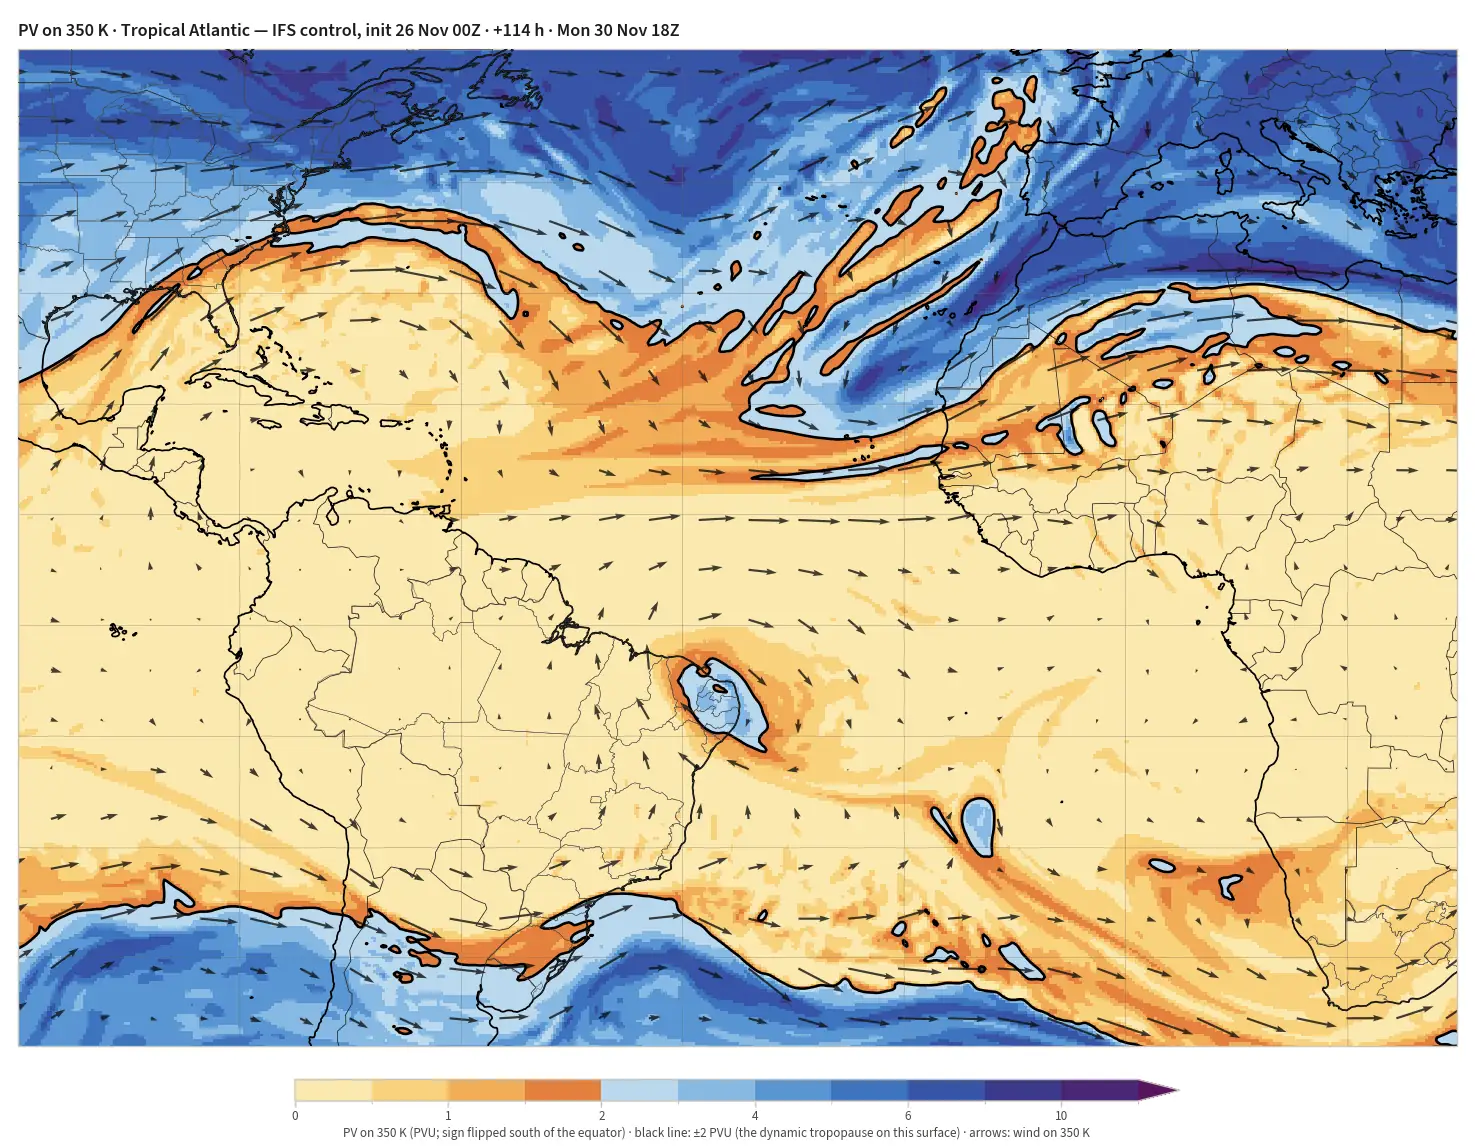 PV on 350 K · Tropical Atlantic — IFS control, init 26 Nov 00Z · +114 h · Mon 30 Nov 18Z
0 1 2 4 6 10
PV on 350 K (PVU; sign flipped south of the equator) · black line: ±2 PVU (the dynamic tropopause on this surface) · arrows: wind on 350 K